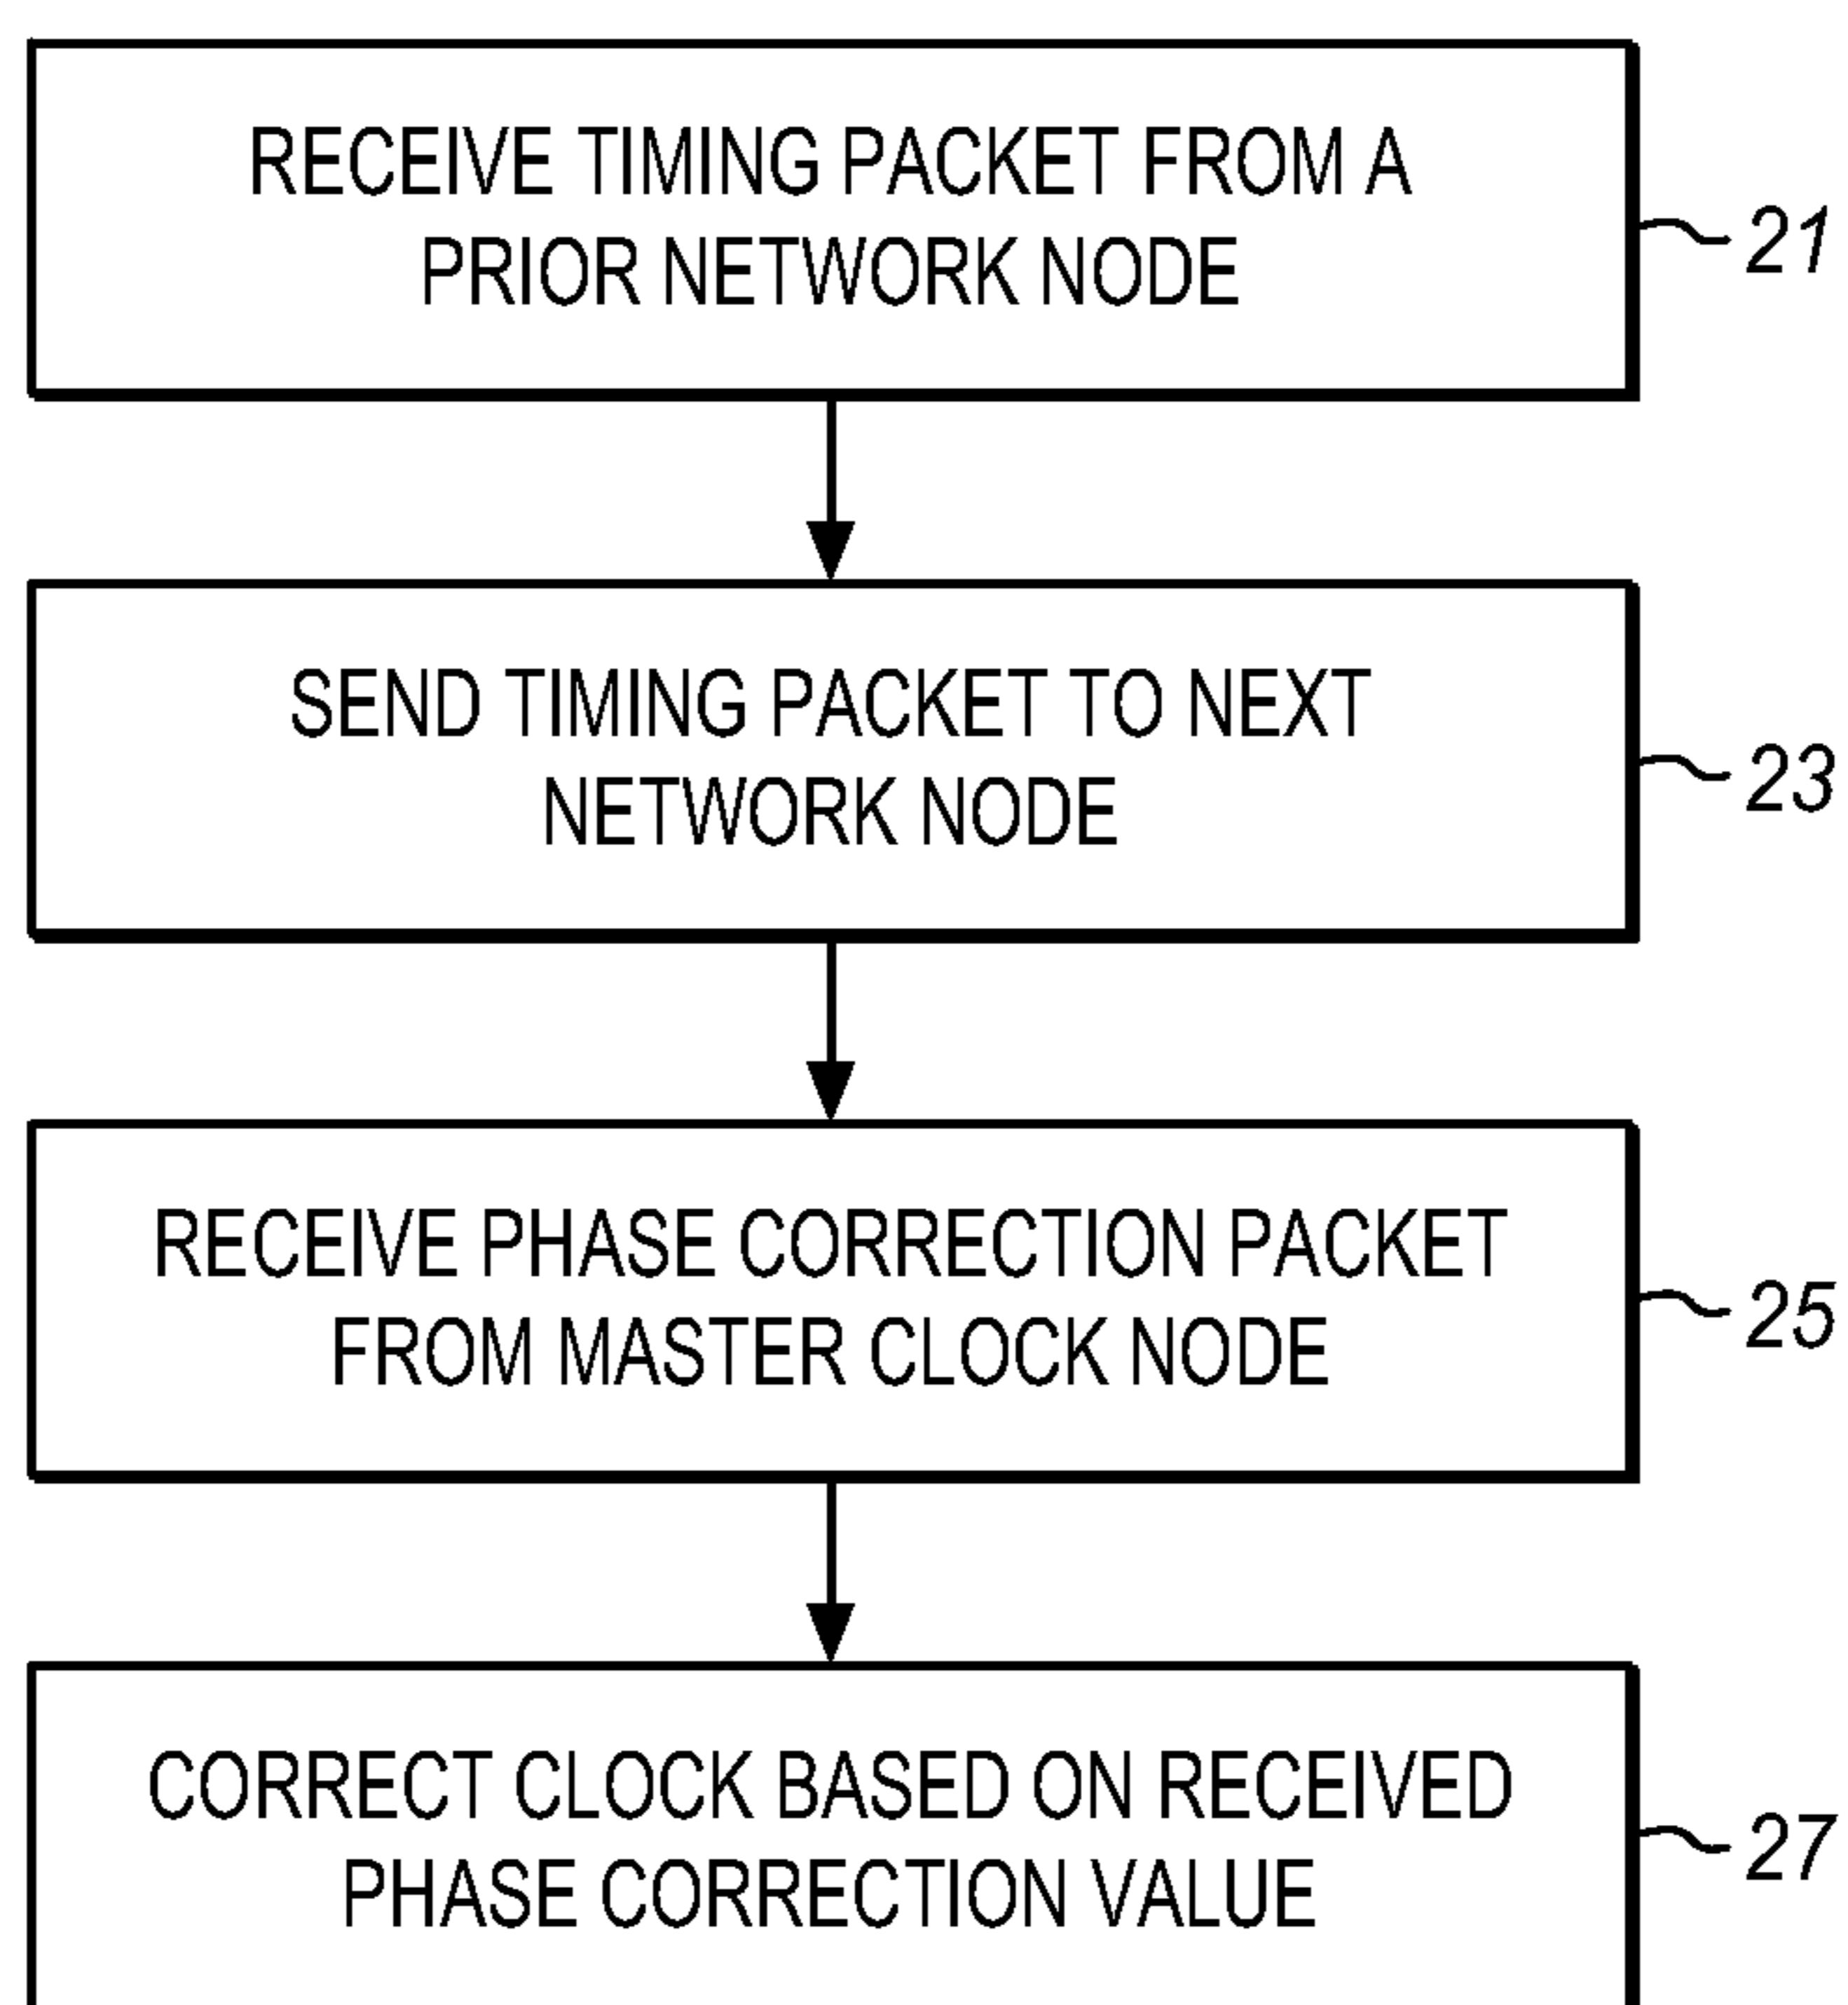 RECEIVE TIMING PACKET FROM A
PRIOR NETWORK NODE
21
SEND TIMING PACKET TO NEXT
NETWORK NODE
23
RECEIVE PHASE CORRECTION PACKET
FROM MASTER CLOCK NODE
25
CORRECT CLOCK BASED ON RECEIVED
PHASE CORRECTION VALUE
27